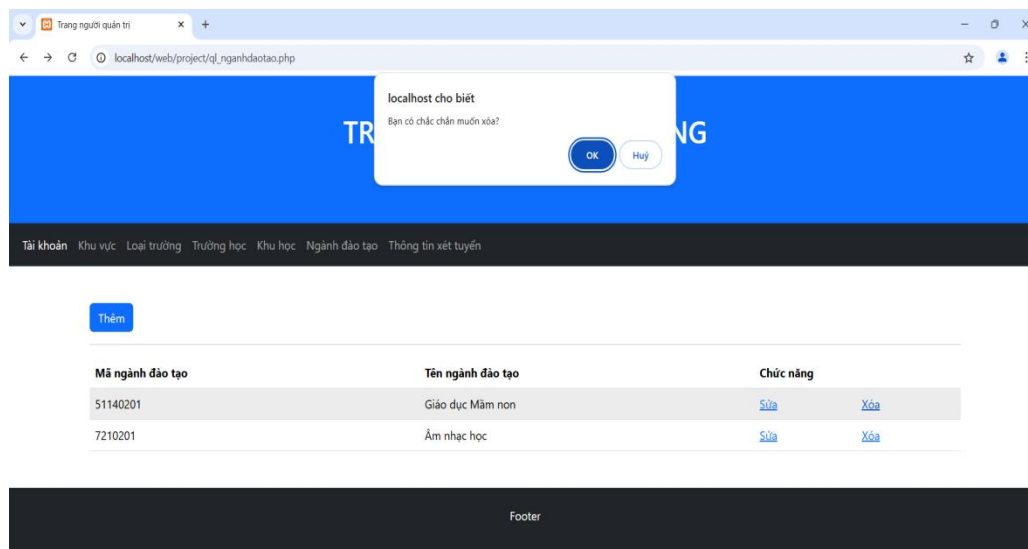 Trang người quản trị
localhost/web/project/ql_nganhdaotao.php
localhost cho biết
Bạn có chắc chắn muốn xóa?
OK Huỷ
TR NG
Tài khoản Khu vực Loại trường Trường học Khu học Ngành đào tạo Thông tin xét tuyển
Thêm
Mã ngành đào tạo Tên ngành đào tạo Chức năng
51140201 Giáo dục Mầm non Sửa Xóa
7210201 Âm nhạc học Sửa Xóa
Footer